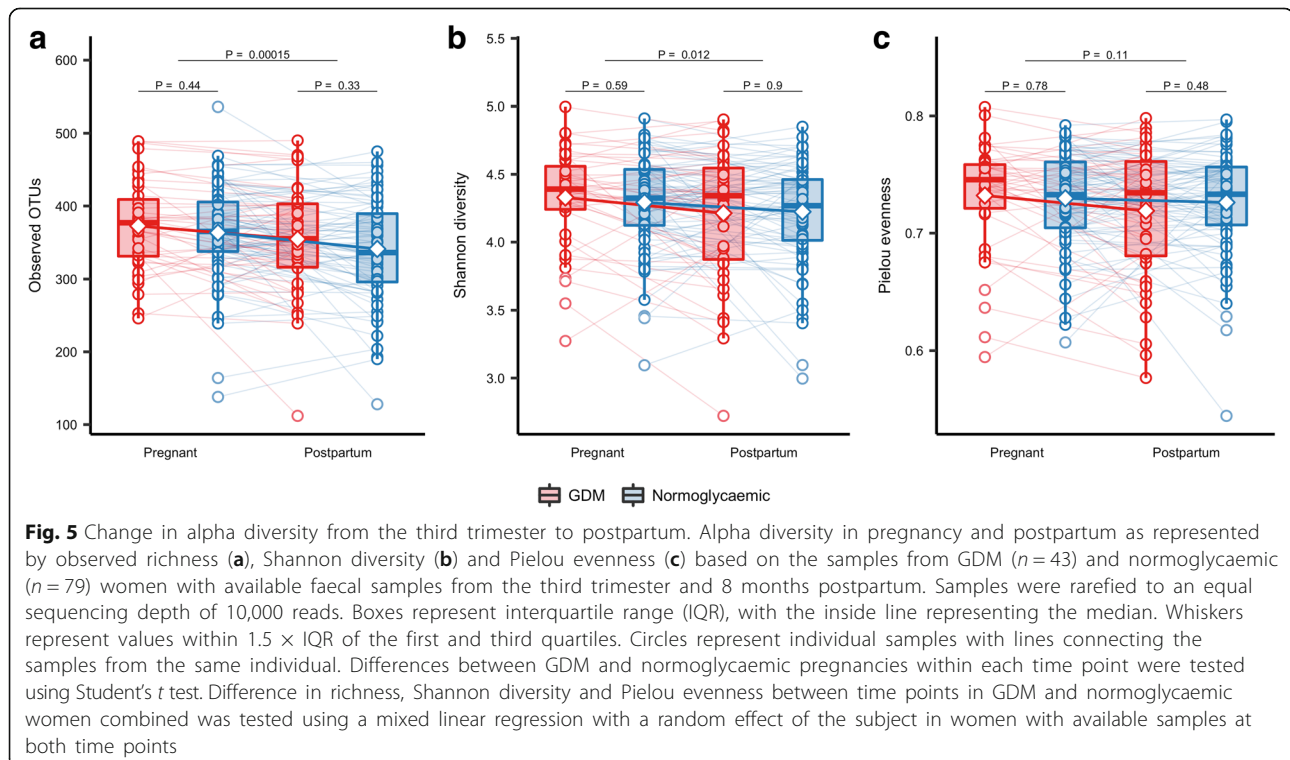 a
b
c
600
500
400
300
200
100
Observed OTUs
P = 0.00015
P = 0.44
P = 0.33
Pregnant
Postpartum
5.5
5.0
4.5
4.0
3.5
3.0
Shannon diversity
P = 0.012
P = 0.59
P = 0.9
Pregnant
Postpartum
0.8
0.7
0.6
Pielou evenness
P = 0.11
P = 0.78
P = 0.48
Pregnant
Postpartum
GDM
Normoglycaemic
Fig. 5 Change in alpha diversity from the third trimester to postpartum. Alpha diversity in pregnancy and postpartum as represented
by observed richness (a), Shannon diversity (b) and Pielou evenness (c) based on the samples from GDM (n = 43) and normoglycaemic
(n = 79) women with available faecal samples from the third trimester and 8 months postpartum. Samples were rarefied to an equal
sequencing depth of 10,000 reads. Boxes represent interquartile range (IQR), with the inside line representing the median. Whiskers
represent values within 1.5 × IQR of the first and third quartiles. Circles represent individual samples with lines connecting the
samples from the same individual. Differences between GDM and normoglycaemic pregnancies within each time point were tested
using Student's t test. Difference in richness, Shannon diversity and Pielou evenness between time points in GDM and normoglycaemic
women combined was tested using a mixed linear regression with a random effect of the subject in women with available samples at
both time points